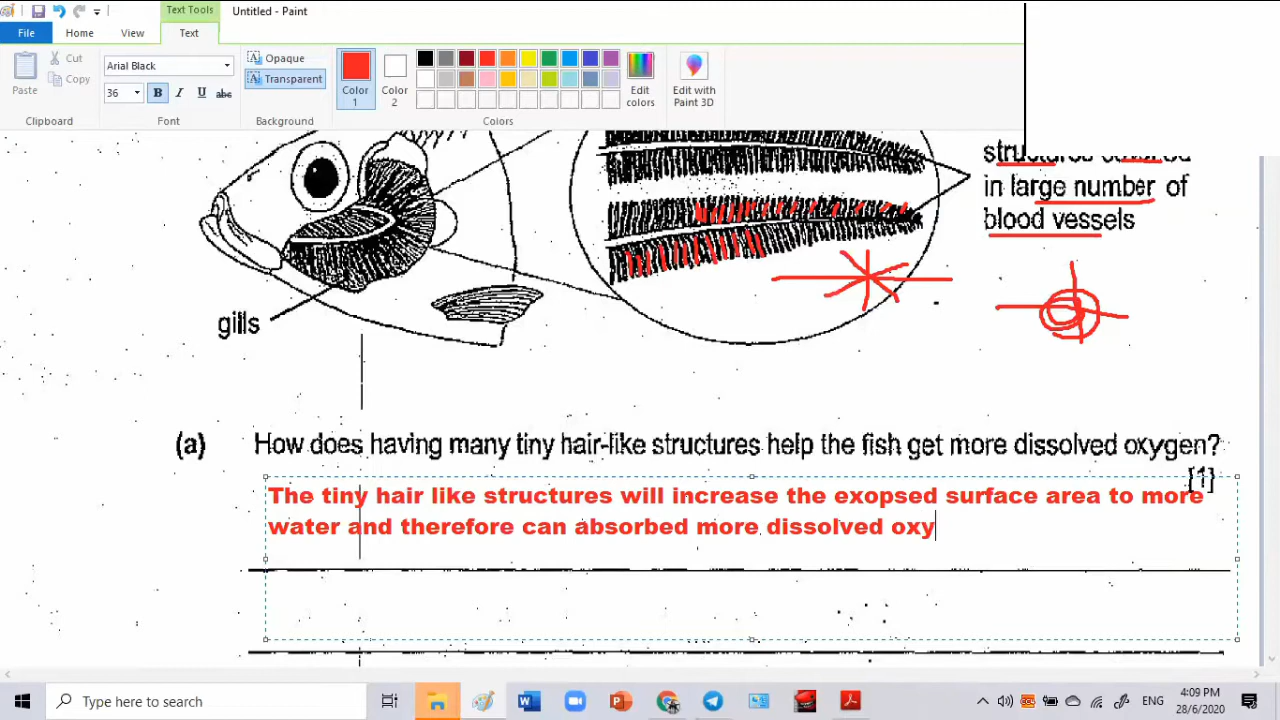 Text Tools
Untitled - Paint
File
Home
View
Text
Paste
Cut
Copy
Clipboard
Arial Black
36
B I U abc
Font
Opaque
Transparent
Background
Color 1
Color 2
Edit colors
Colors
Edit with Paint 3D
structures covered
in large number of
blood vessels
gills
(a) How does having many tiny hair-like structures help the fish get more dissolved oxygen?
[1]
The tiny hair like structures will increase the exopsed surface area to more
water and therefore can absorbed more dissolved oxy
Type here to search
ENG
4:09 PM
28/6/2020